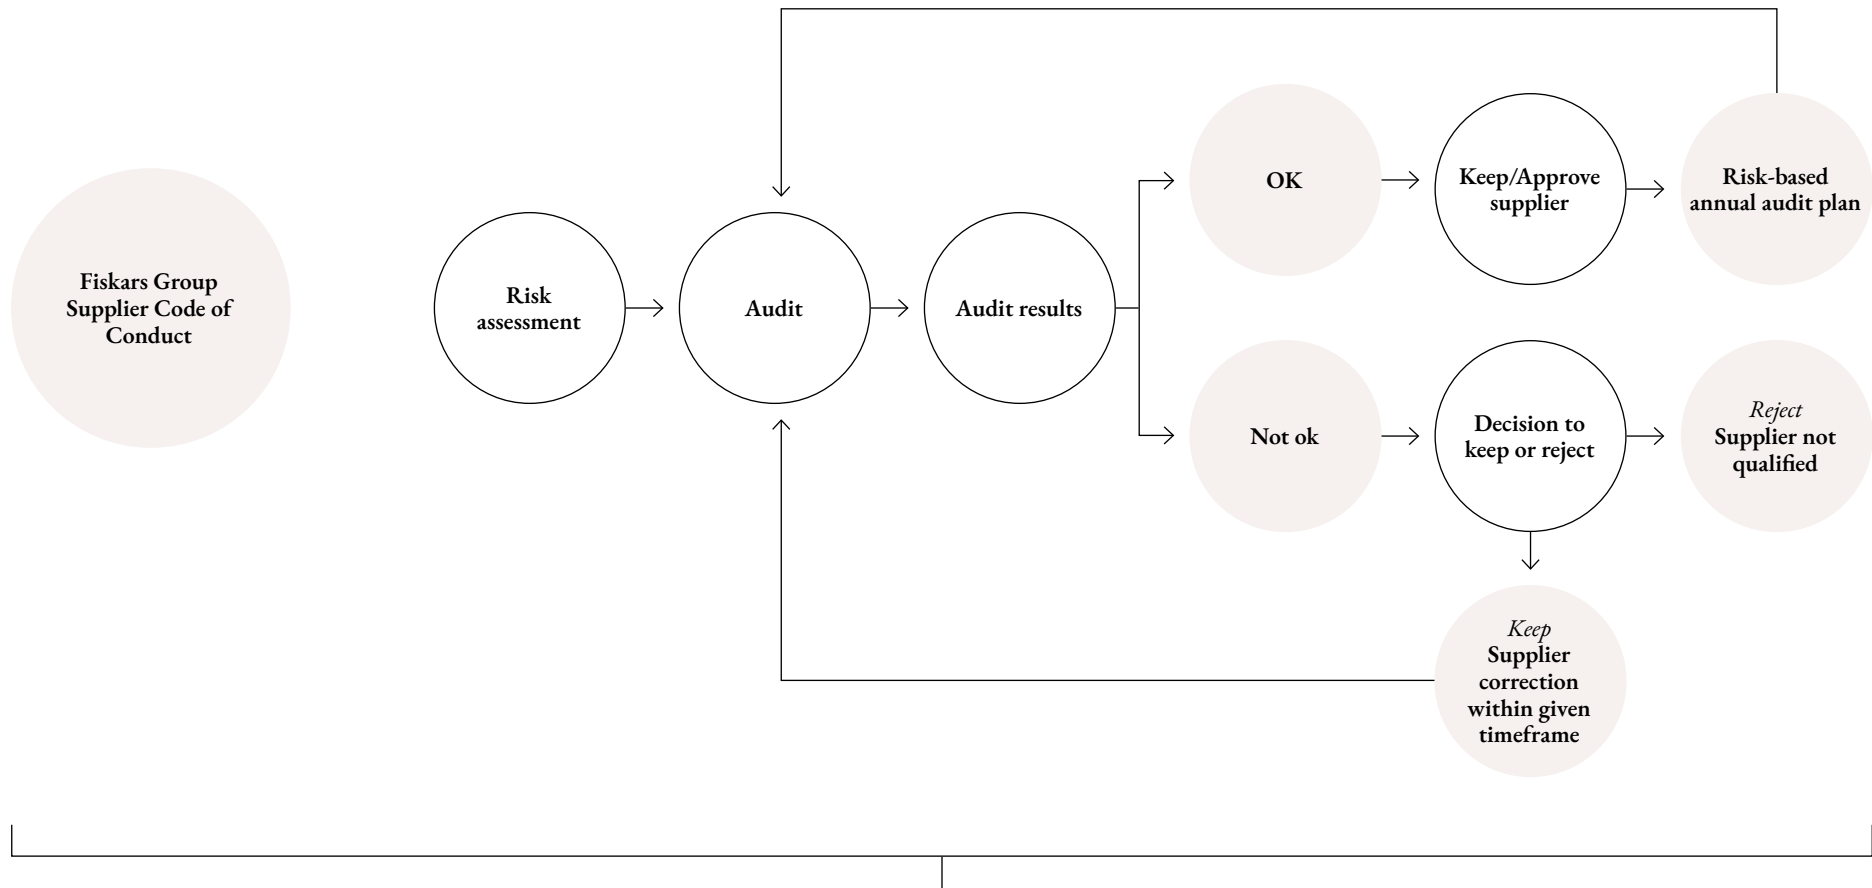 Fiskars Group
Supplier Code of
Conduct
Risk
assessment
Audit
Audit results
OK
Keep/Approve
supplier
Risk-based
annual audit plan
Not ok
Decision to
keep or reject
Reject
Supplier not
qualified
Keep
Supplier
correction
within given
timeframe